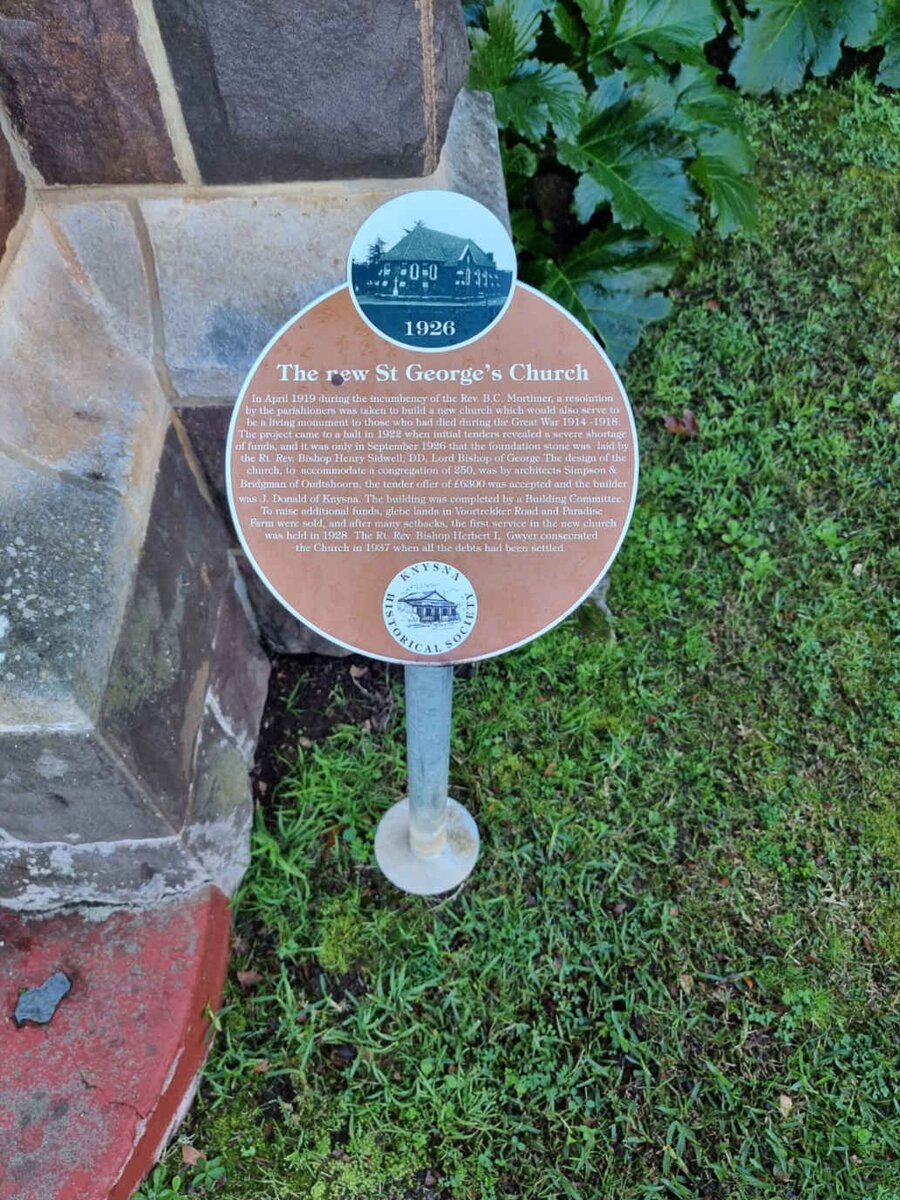 1926
The new St George's Church
In April 1919 during the incumbency of the Rev. B.C. Mortimer, a resolution
by the parishioners was taken to build a new church which would also serve to
be a living monument to those who had died during the Great War 1914 -1918.
The project came to a halt in 1922 when initial tenders revealed a severe shortage
of funds, and it was only in September 1926 that the foundation stone was laid by
the Rt. Rev. Bishop Henry Sidwell, DD, Lord Bishop of George. The design of the
church, to accommodate a congregation of 250, was by architects Simpson &
Bridgman of Oudtshoorn, the tender offer of £6300 was accepted and the builder
was J. Donald of Knysna. The building was completed by a Building Committee.
To raise additional funds, glebe lands in Voortrekker Road and Paradise
Farm were sold, and after many setbacks, the first service in the new church
was held in 1928. The Rt. Rev. Bishop Herbert L. Gwyer consecrated
the Church in 1937 when all the debts had been settled.
KNYSNA
HISTORICAL SOCIETY